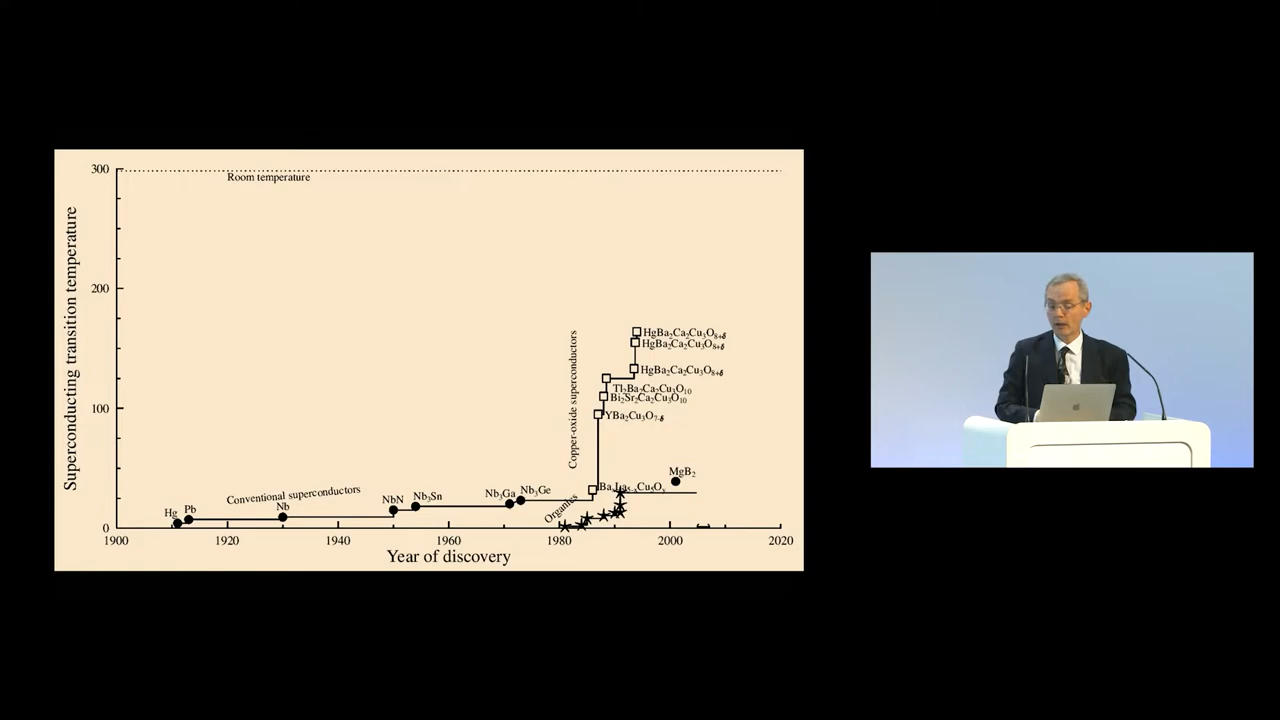 Superconducting transition temperature
300
200
100
0
Room temperature
Copper-oxide superconductors
HgBa₂Ca₂Cu₃O₈₊δ
HgBa₂Ca₂Cu₃O₈₊δ
HgBa₂Ca₂Cu₃O₈₊δ
Tl₂Ba₂Ca₂Cu₃O₁₀
Bi₂Sr₂Ca₂Cu₃O₁₀
YBa₂Cu₃O₇₋δ
MgB₂
Conventional superconductors
Hg
Pb
Nb
NbN
Nb₃Sn
Nb₃Ga
Nb₃Ge
Organics
1900
1920
1940
1960
1980
2000
2020
Year of discovery